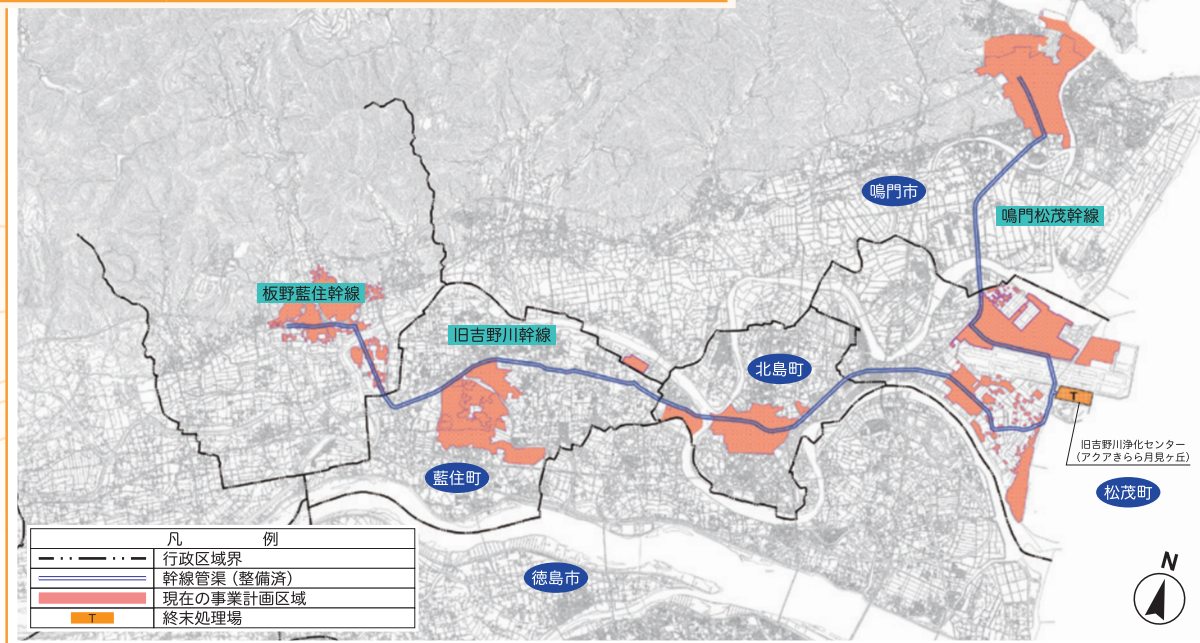 鳴門市
鳴門松茂幹線
板野藍住幹線
旧吉野川幹線
北島町
T
旧吉野川浄化センター
（アクアきらら月見ヶ丘）
藍住町
松茂町
徳島市
凡 例
行政区域界
幹線管渠（整備済）
現在の事業計画区域
T 終末処理場
N